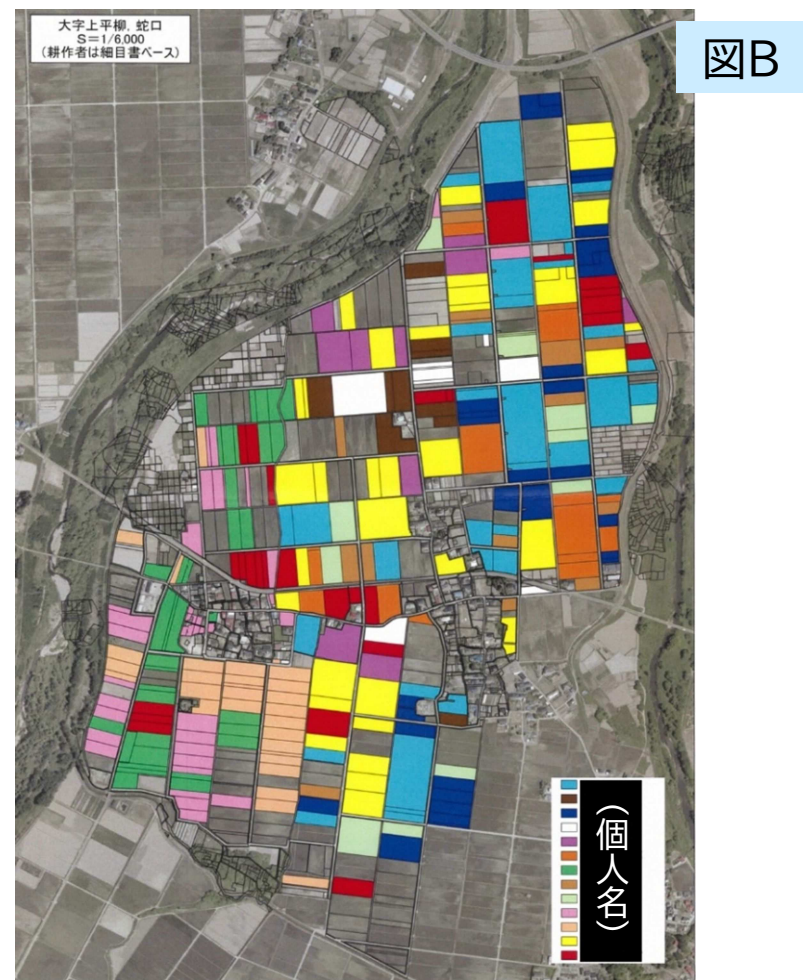 大字上平柳, 蛇口
S=1/6,000
(耕作者は細目書ベース)
図B
（個人名）